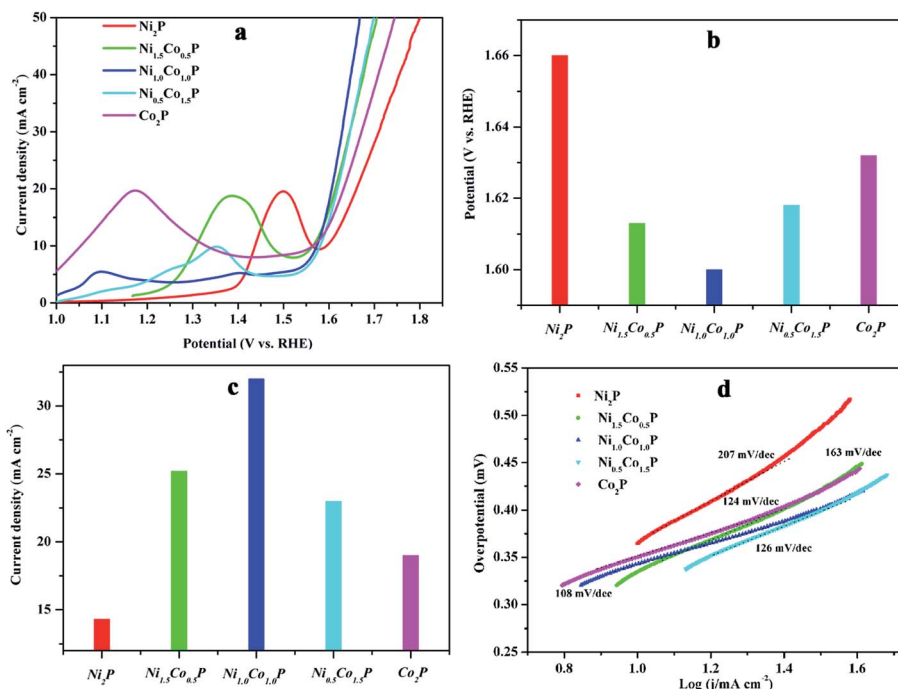 a
Ni₂P
Ni₁.₅Co₀.₅P
Ni₁.₀Co₁.₀P
Ni₀.₅Co₁.₅P
Co₂P
50
40
30
20
10
0
Current density (mA cm⁻²)
1.0 1.1 1.2 1.3 1.4 1.5 1.6 1.7 1.8
Potential (V vs. RHE)
b
1.66
1.64
1.62
1.60
Potential (V vs. RHE)
Ni₂P Ni₁.₅Co₀.₅P Ni₁.₀Co₁.₀P Ni₀.₅Co₁.₅P Co₂P
c
30
25
20
15
Current density (mA cm⁻²)
Ni₂P Ni₁.₅Co₀.₅P Ni₁.₀Co₁.₀P Ni₀.₅Co₁.₅P Co₂P
d
Ni₂P
Ni₁.₅Co₀.₅P
Ni₁.₀Co₁.₀P
Ni₀.₅Co₁.₅P
Co₂P
207 mV/dec
163 mV/dec
124 mV/dec
126 mV/dec
108 mV/dec
0.55
0.50
0.45
0.40
0.35
0.30
0.25
Overpotential (mV)
0.8 1.0 1.2 1.4 1.6
Log (i/mA cm⁻²)